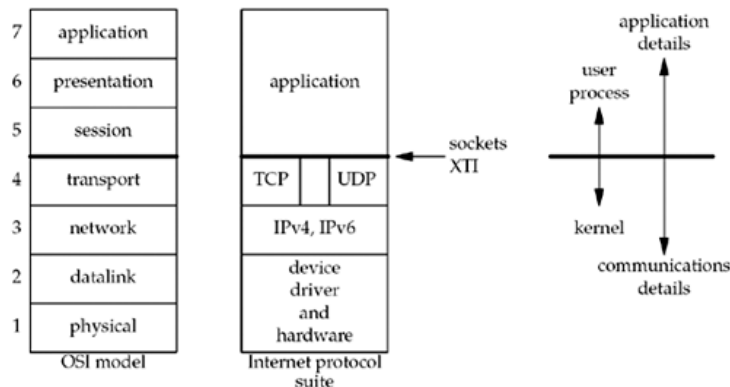 7
application
6
presentation
5
session
4
transport
3
network
2
datalink
1
physical
OSI model
application
TCP
UDP
IPv4, IPv6
device
driver
and
hardware
Internet protocol
suite
sockets
XTI
application
details
user
process
kernel
communications
details